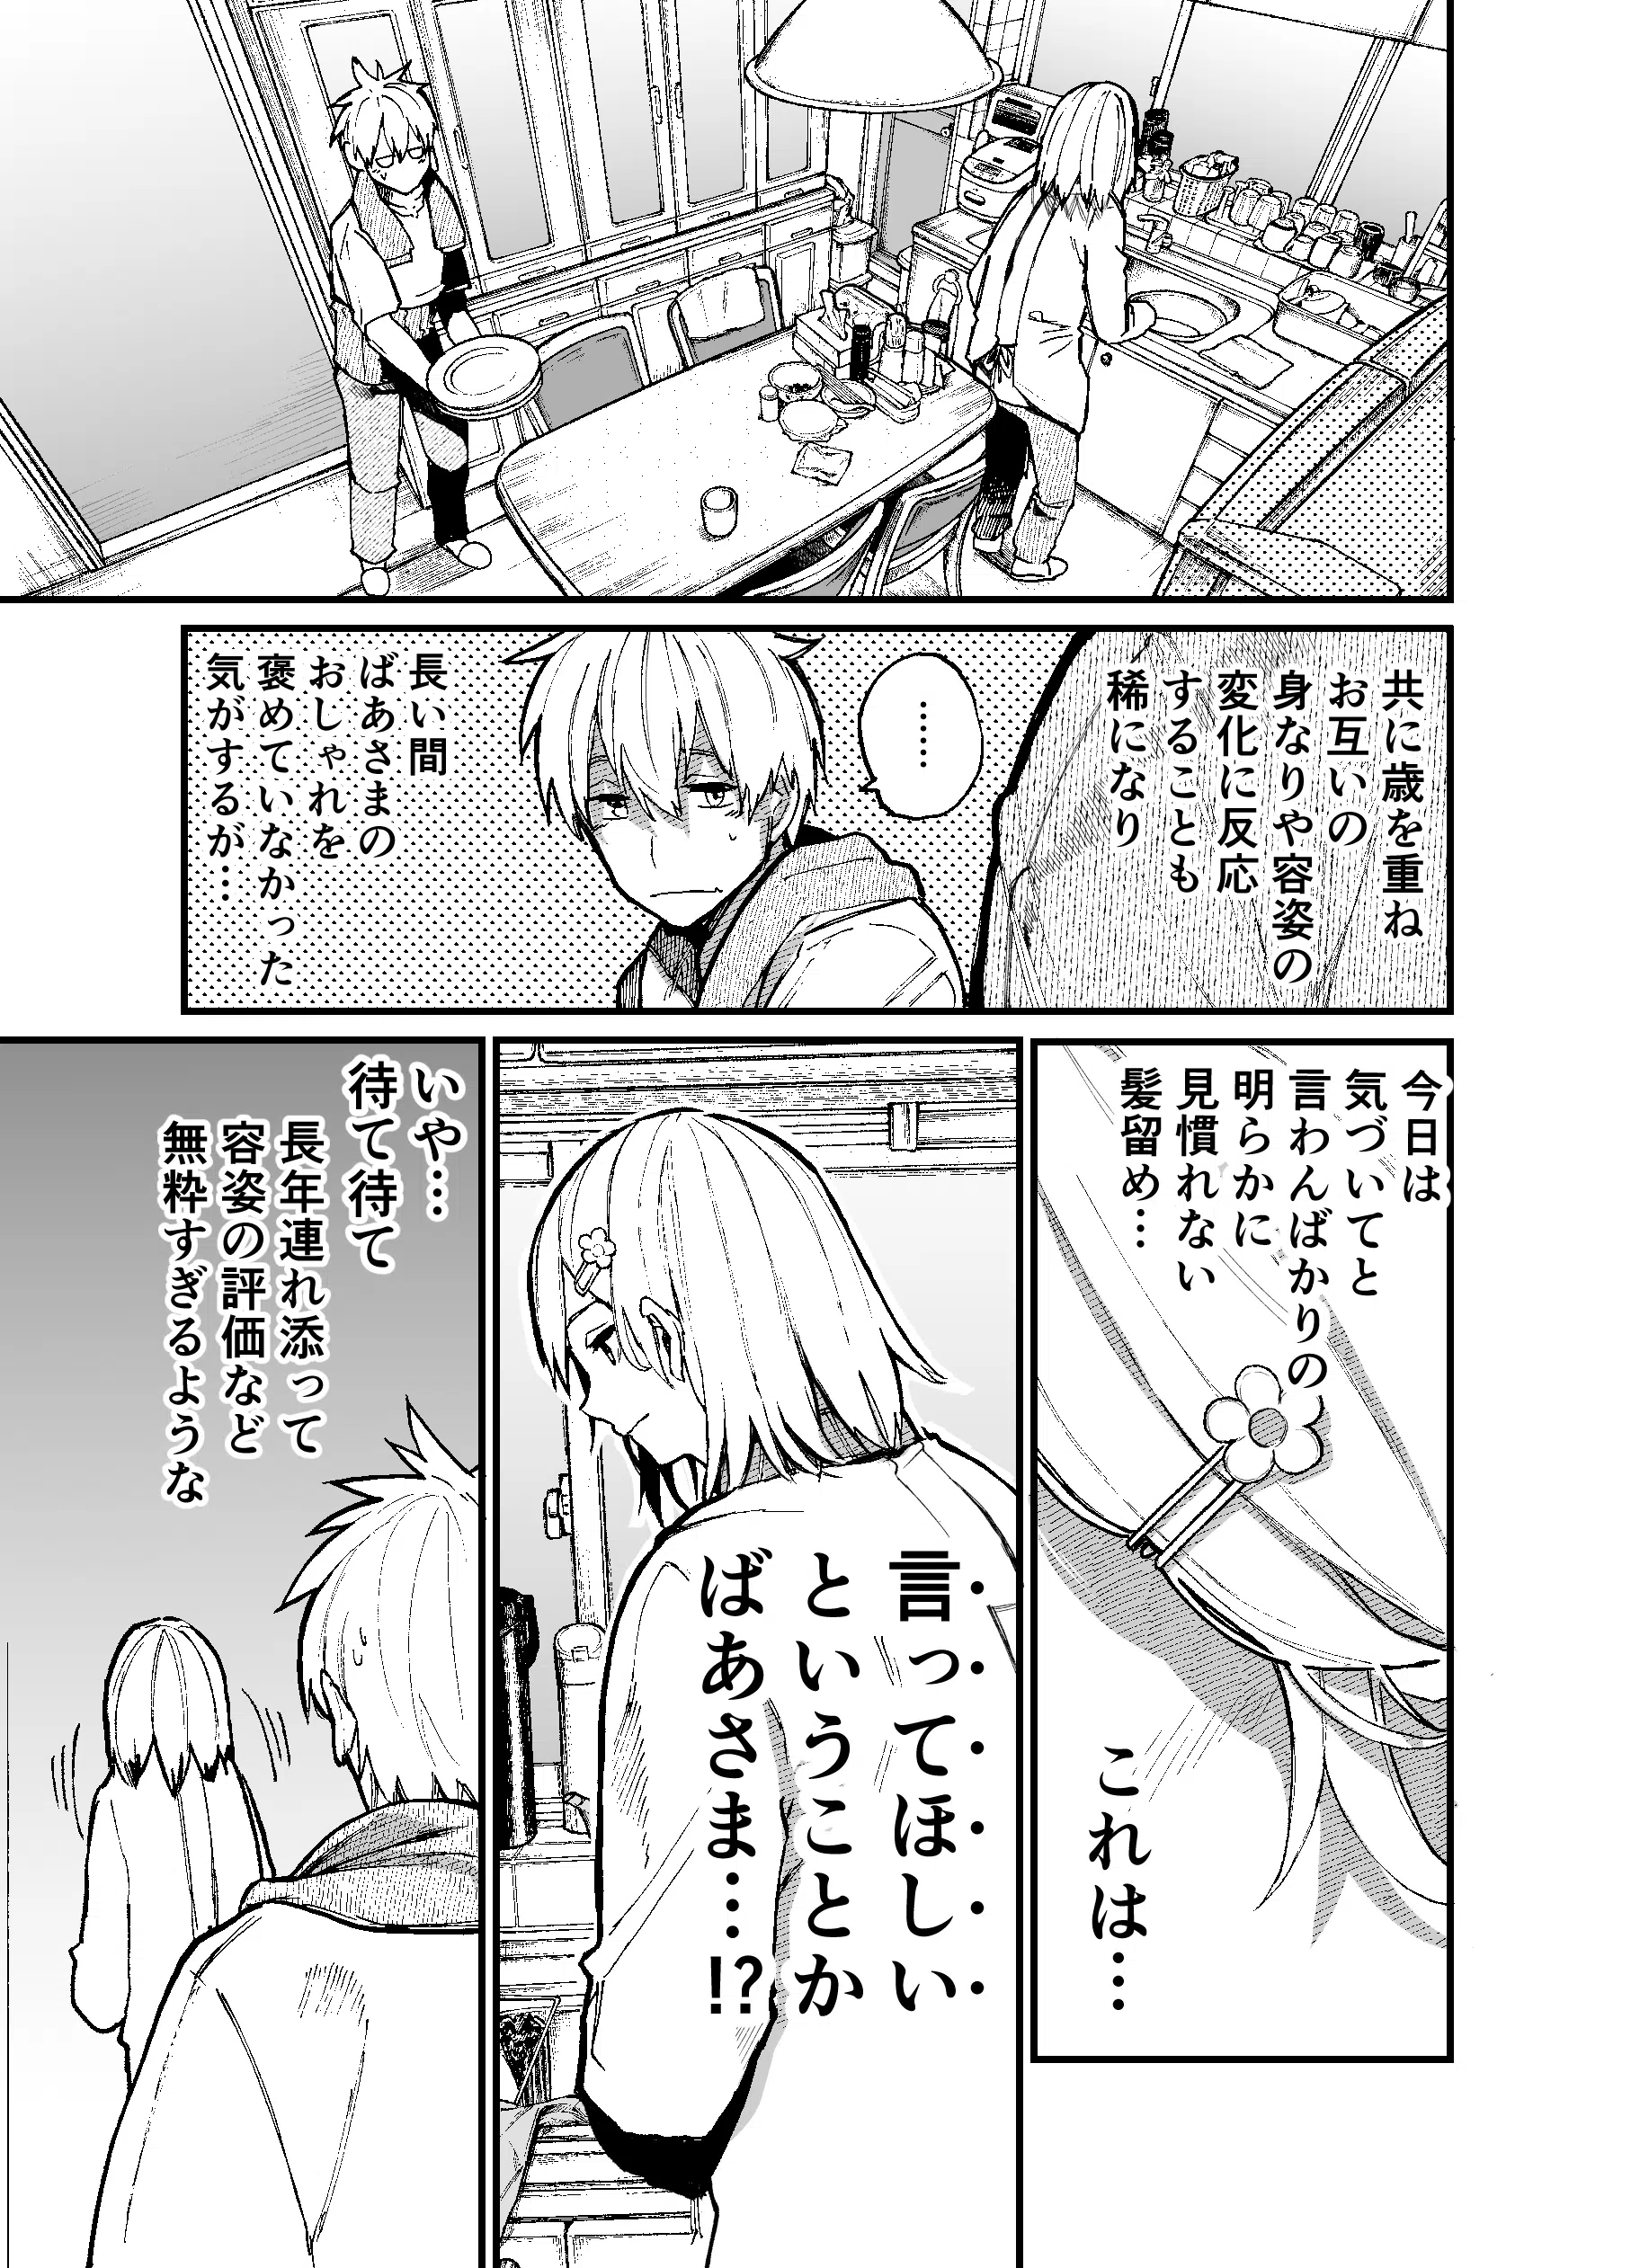 共に歳を重ね
お互いの
身なりや容姿の
変化に反応
することも
稀になり
……
長い間
ばあさまの
おしゃれを
褒めていなかった
気がするが…
今日は
気づいてと
言わんばかりの
明らかに
見慣れない
髪留め…
これは…
言ってほしい
ということか
ばあさま…!?
いや…
待て待て
長年連れ添って
容姿の評価など
無粋すぎるような